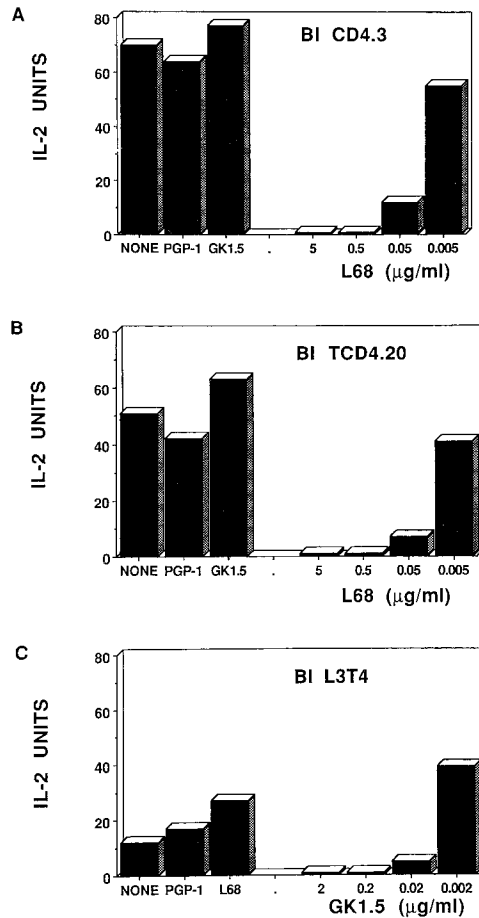 A
BI CD4.3
IL-2 UNITS
80
60
40
20
0
NONE PGP-1 GK1.5 . 5 0.5 0.05 0.005
L68 (μg/ml)
B
BI TCD4.20
IL-2 UNITS
80
60
40
20
0
NONE PGP-1 GK1.5 . 5 0.5 0.05 0.005
L68 (μg/ml)
C
BI L3T4
IL-2 UNITS
80
60
40
20
0
NONE PGP-1 L68 . 2 0.2 0.02 0.002
GK1.5 (μg/ml)